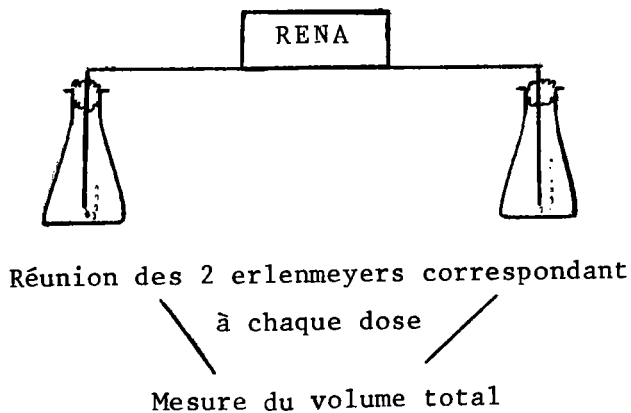 RENA
Réunion des 2 erlenmeyers correspondant
à chaque dose
Mesure du volume total